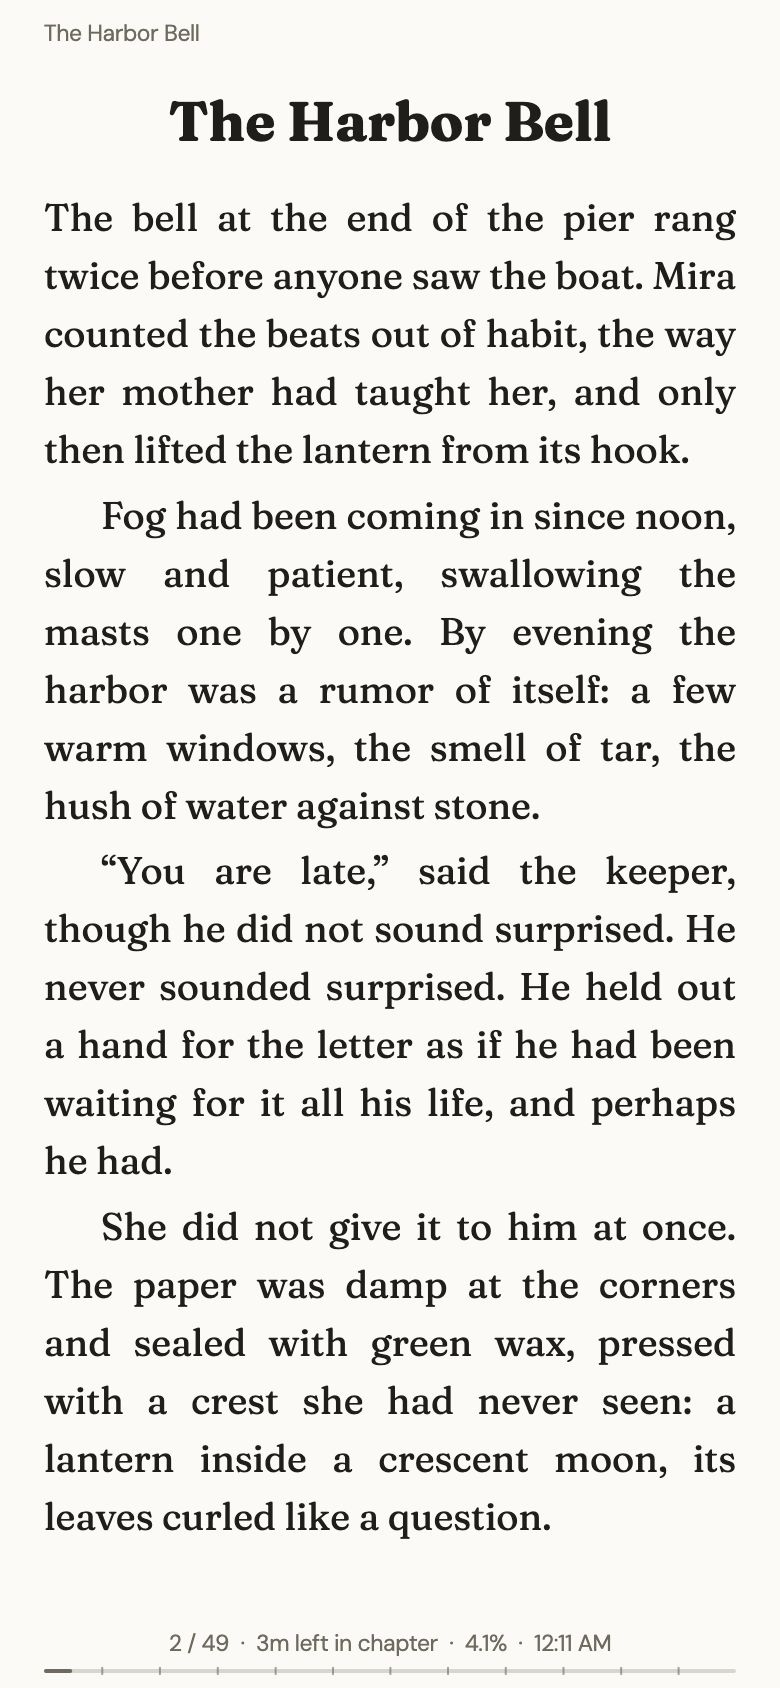 The Harbor Bell
The Harbor Bell
The bell at the end of the pier rang
twice before anyone saw the boat. Mira
counted the beats out of habit, the way
her mother had taught her, and only
then lifted the lantern from its hook.
Fog had been coming in since noon,
slow and patient, swallowing the
masts one by one. By evening the
harbor was a rumor of itself: a few
warm windows, the smell of tar, the
hush of water against stone.
“You are late,” said the keeper,
though he did not sound surprised. He
never sounded surprised. He held out
a hand for the letter as if he had been
waiting for it all his life, and perhaps
he had.
She did not give it to him at once.
The paper was damp at the corners
and sealed with green wax, pressed
with a crest she had never seen: a
lantern inside a crescent moon, its
leaves curled like a question.
2 / 49 · 3m left in chapter · 4.1% · 12:11 AM